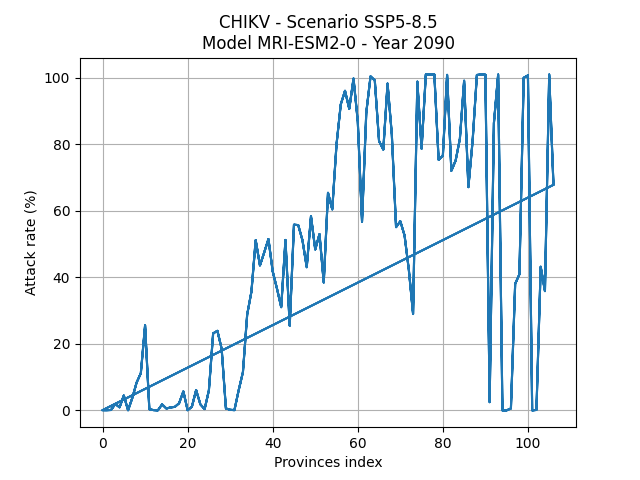 CHIKV - Scenario SSP5-8.5
Model MRI-ESM2-0 - Year 2090
100
80
60
40
20
0
Attack rate (%)
0 20 40 60 80 100
Provinces index